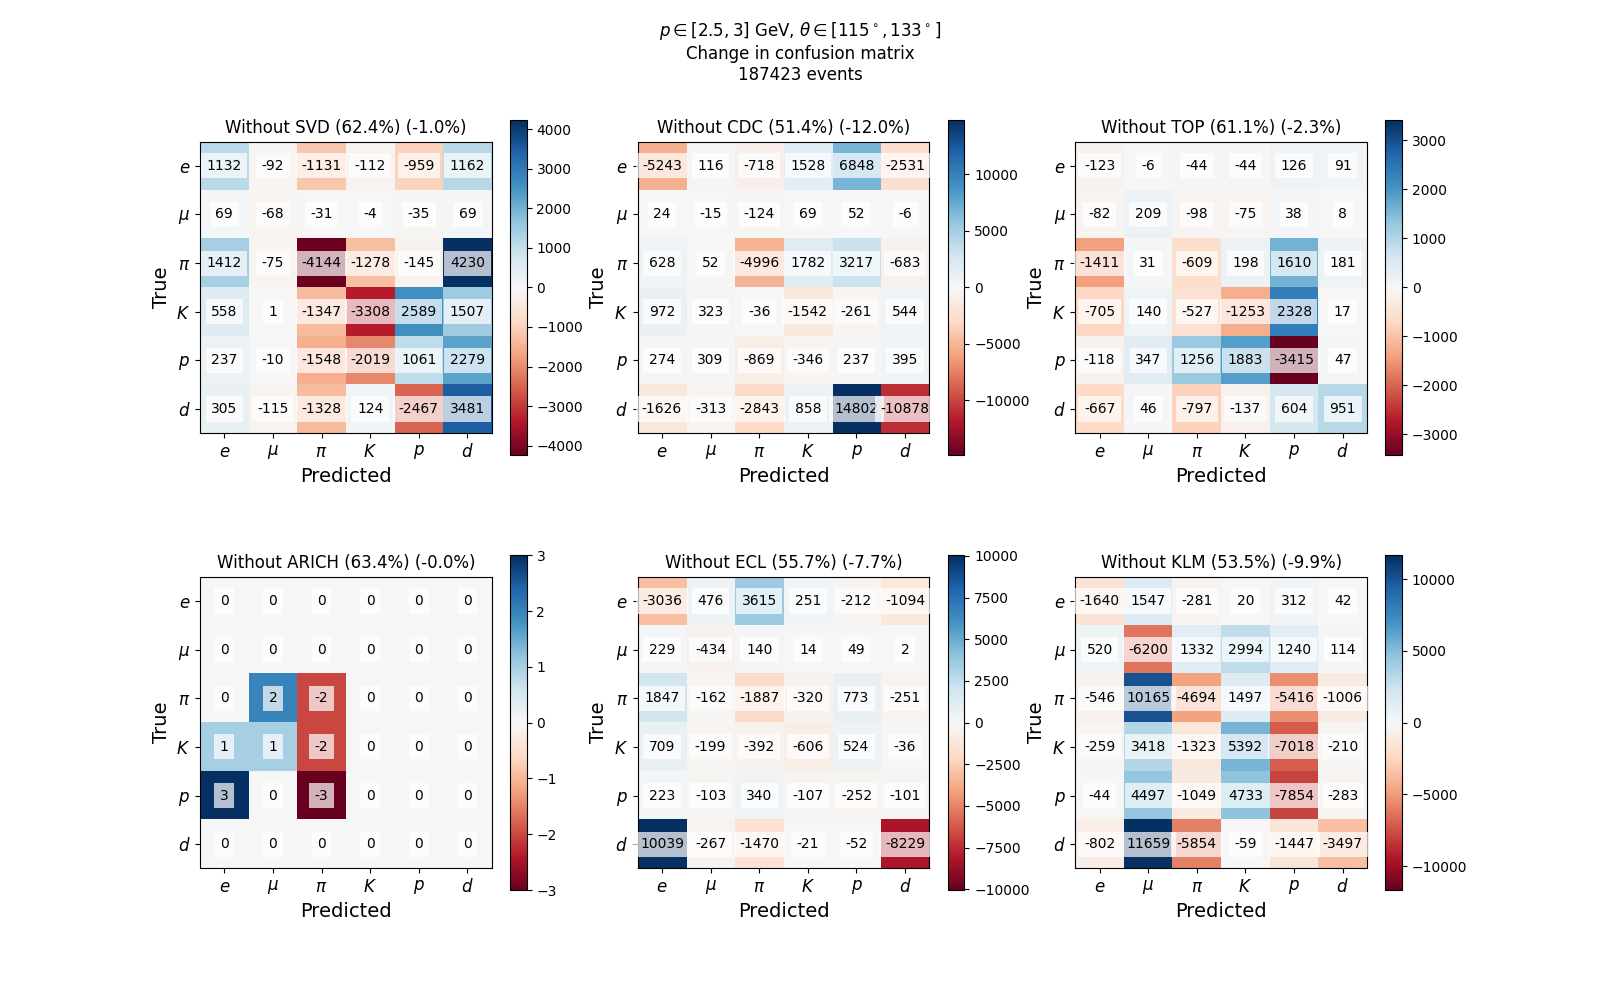 p ∈ [2.5, 3] GeV, θ ∈ [115°, 133°]
Change in confusion matrix
187423 events
Without SVD (62.4%) (-1.0%)
e 1132 -92 -1131 -112 -959 1162
μ 69 -68 -31 -4 -35 69
π 1412 -75 -4144 -1278 -145 4230
K 558 1 -1347 -3308 2589 1507
p 237 -10 -1548 -2019 1061 2279
d 305 -115 -1328 124 -2467 3481
e μ π K p d
Predicted
True
4000
3000
2000
1000
0
−1000
−2000
−3000
−4000
Without CDC (51.4%) (-12.0%)
e -5243 116 -718 1528 6848 -2531
μ 24 -15 -124 69 52 -6
π 628 52 -4996 1782 3217 -683
K 972 323 -36 -1542 -261 544
p 274 309 -869 -346 237 395
d -1626 -313 -2843 858 14802 -10878
e μ π K p d
Predicted
True
10000
5000
0
−5000
−10000
Without TOP (61.1%) (-2.3%)
e -123 -6 -44 -44 126 91
μ -82 209 -98 -75 38 8
π -1411 31 -609 198 1610 181
K -705 140 -527 -1253 2328 17
p -118 347 1256 1883 -3415 47
d -667 46 -797 -137 604 951
e μ π K p d
Predicted
True
3000
2000
1000
0
−1000
−2000
−3000
Without ARICH (63.4%) (-0.0%)
e 0 0 0 0 0 0
μ 0 0 0 0 0 0
π 0 2 -2 0 0 0
K 1 1 -2 0 0 0
p 3 0 -3 0 0 0
d 0 0 0 0 0 0
e μ π K p d
Predicted
True
3
2
1
0
−1
−2
−3
Without ECL (55.7%) (-7.7%)
e -3036 476 3615 251 -212 -1094
μ 229 -434 140 14 49 2
π 1847 -162 -1887 -320 773 -251
K 709 -199 -392 -606 524 -36
p 223 -103 340 -107 -252 -101
d 10039 -267 -1470 -21 -52 -8229
e μ π K p d
Predicted
True
10000
7500
5000
2500
0
−2500
−5000
−7500
−10000
Without KLM (53.5%) (-9.9%)
e -1640 1547 -281 20 312 42
μ 520 -6200 1332 2994 1240 114
π -546 10165 -4694 1497 -5416 -1006
K -259 3418 -1323 5392 -7018 -210
p -44 4497 -1049 4733 -7854 -283
d -802 11659 -5854 -59 -1447 -3497
e μ π K p d
Predicted
True
10000
5000
0
−5000
−10000